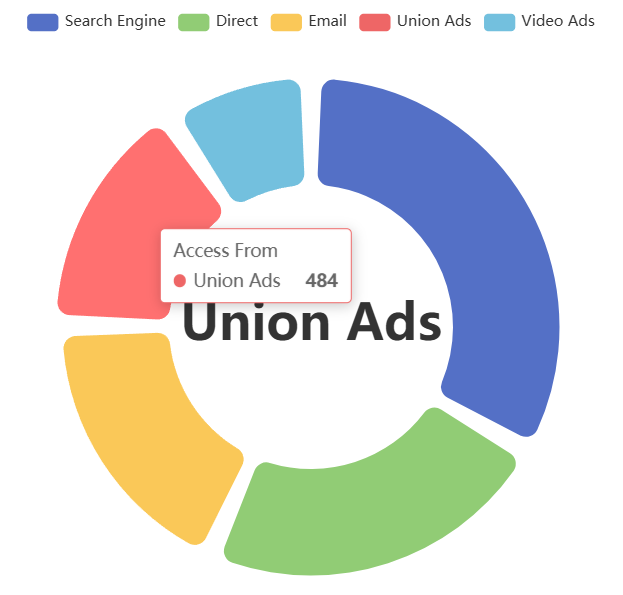 Search Engine Direct Email Union Ads Video Ads
Access From
Union Ads 484
Union Ads